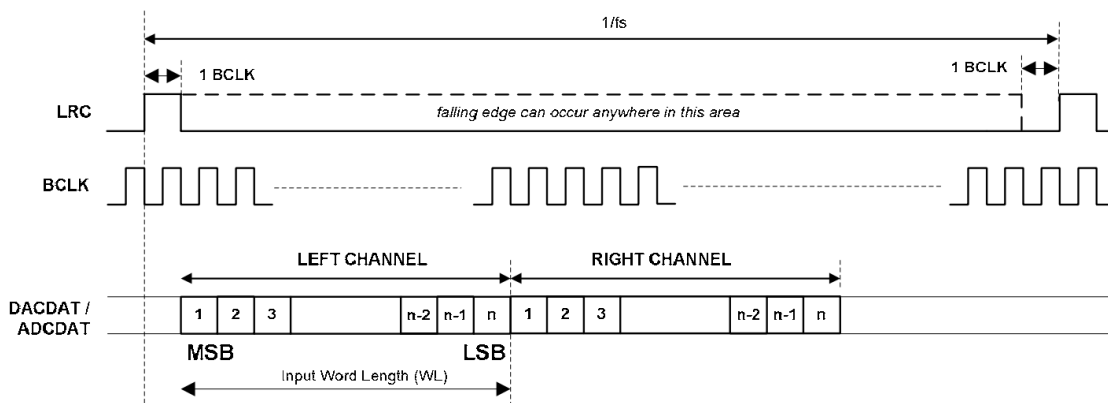 1/fs
1 BCLK
1 BCLK
LRC
falling edge can occur anywhere in this area
BCLK
LEFT CHANNEL
RIGHT CHANNEL
DACDAT /
ADCDAT
1 2 3 n-2 n-1 n 1 2 3 n-2 n-1 n
MSB LSB
Input Word Length (WL)